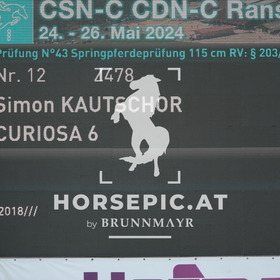 CSN-C CDN-C Rans
24. - 26. Mai 2024
Prüfung N°43 Springpferdeprüfung 115 cm RV: § 203/
Nr. 12 Z478
Simon KAUTSCHOR
CURIOSA 6
2018///
HORSEPIC.AT
by BRUNNMAYR